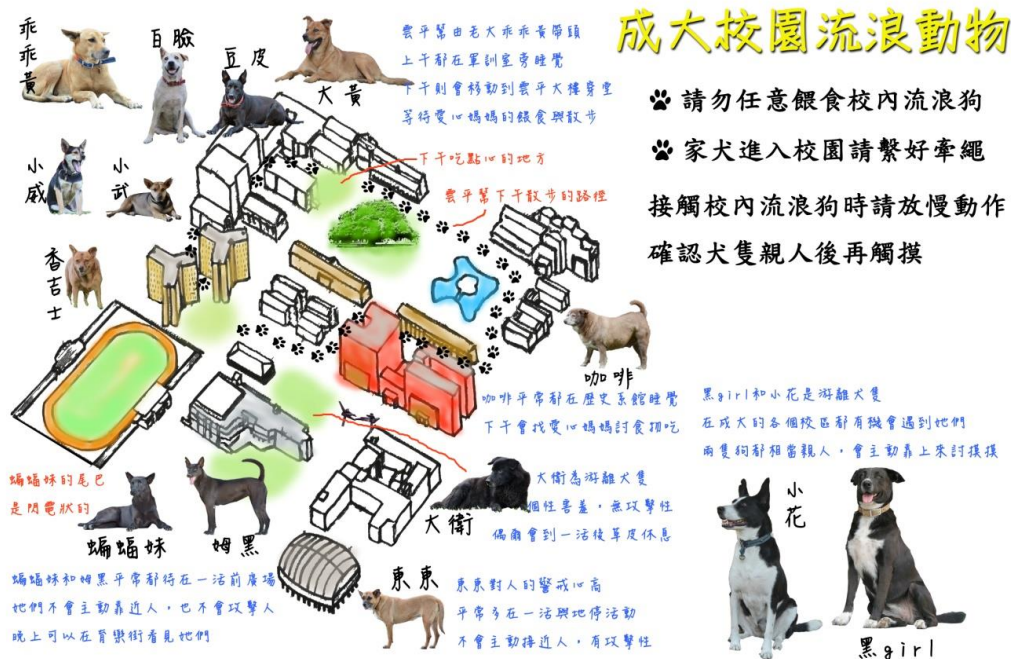 成大校園流浪動物
請勿任意餵食校內流浪狗
家犬進入校園請繫好牽繩
接觸校內流浪狗時請放慢動作
確認犬隻親人後再觸摸
乖乖黃
白臉
豆皮
大黃
雲平幫由老大乖乖黃帶頭
上午都在軍訓室旁睡覺
下午則會移動到雲平大樓穿堂
等待愛心媽媽的餵食與散步
小威
小武
下午吃點心的地方
雲平幫下午散步的路徑
香吉士
咖啡
咖啡平常都在歷史系館睡覺
下午會找愛心媽媽討食物吃
黑girl和小花是游離犬隻
在成大的各個校區都有機會遇到她們
兩隻狗都相當親人，會主動靠上來討摸摸
蝙蝠妹的尾巴
是閃電狀的
蝙蝠妹
姆黑
大衛
大衛為游離犬隻
個性害羞，無攻擊性
偶爾會到一活後草皮休息
小花
黑girl
蝙蝠妹和姆黑平常都待在一活前廣場
她們不會主動靠近人，也不會攻擊人
晚上可以在育樂街看見她們
東東
東東對人的警戒心高
平常多在一活與地停活動
不會主動接近人，有攻擊性